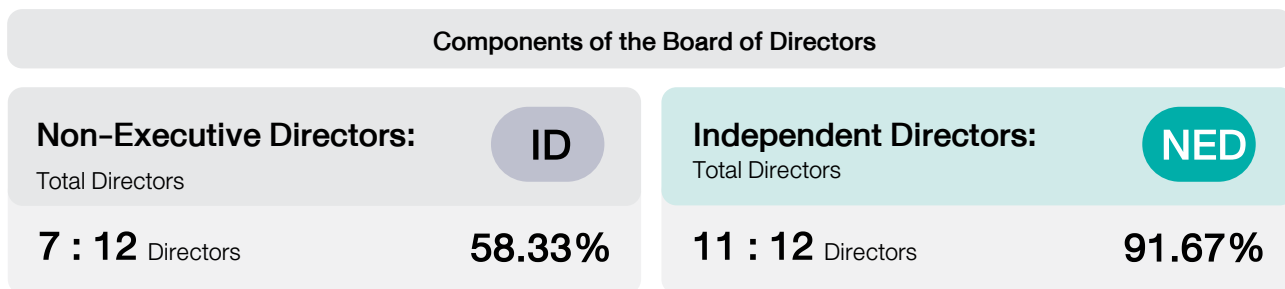 Components of the Board of Directors
Non-Executive Directors:
Total Directors
ID
7 : 12 Directors
58.33%
Independent Directors:
Total Directors
NED
11 : 12 Directors
91.67%